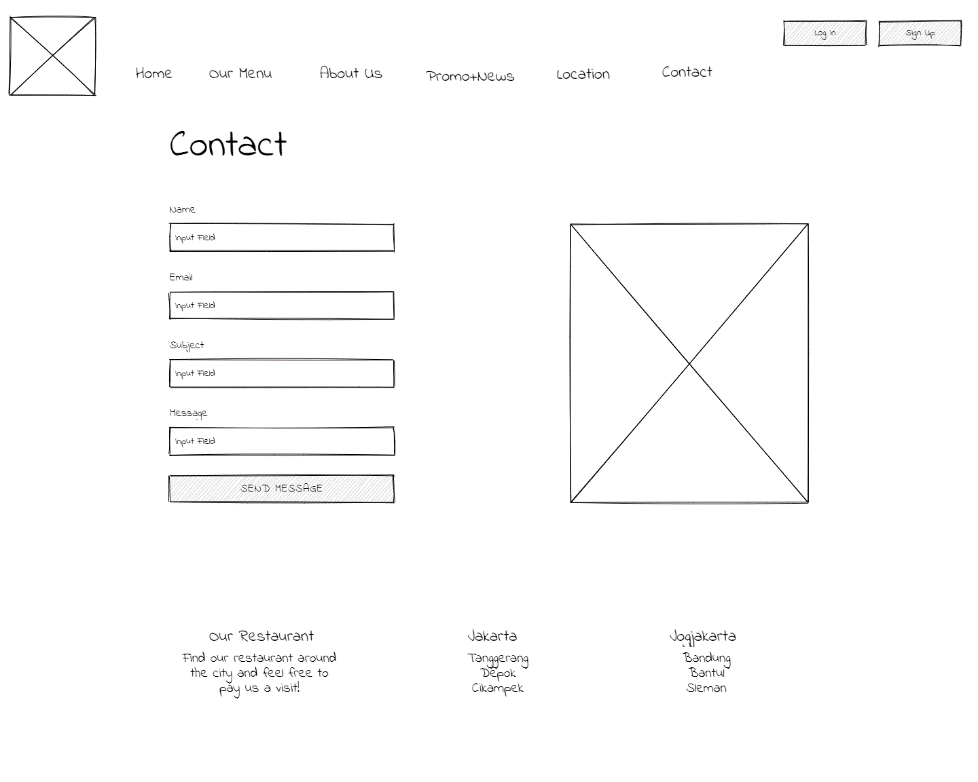 Log In
Sign Up
Home
Our Menu
About Us
Promo+News
Location
Contact
Contact
Name
Input Field
Email
Input Field
Subject
Input Field
Message
Input Field
SEND MESSAGE
Our Restaurant
Find our restaurant around
the city and feel free to
pay us a visit!
Jakarta
Tanggerang
Depok
Cikampek
Jogjakarta
Bandung
Bantul
Sleman